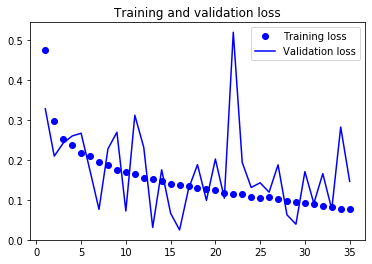 Training and validation loss
Training loss
Validation loss
0.5
0.4
0.3
0.2
0.1
0.0
0 5 10 15 20 25 30 35